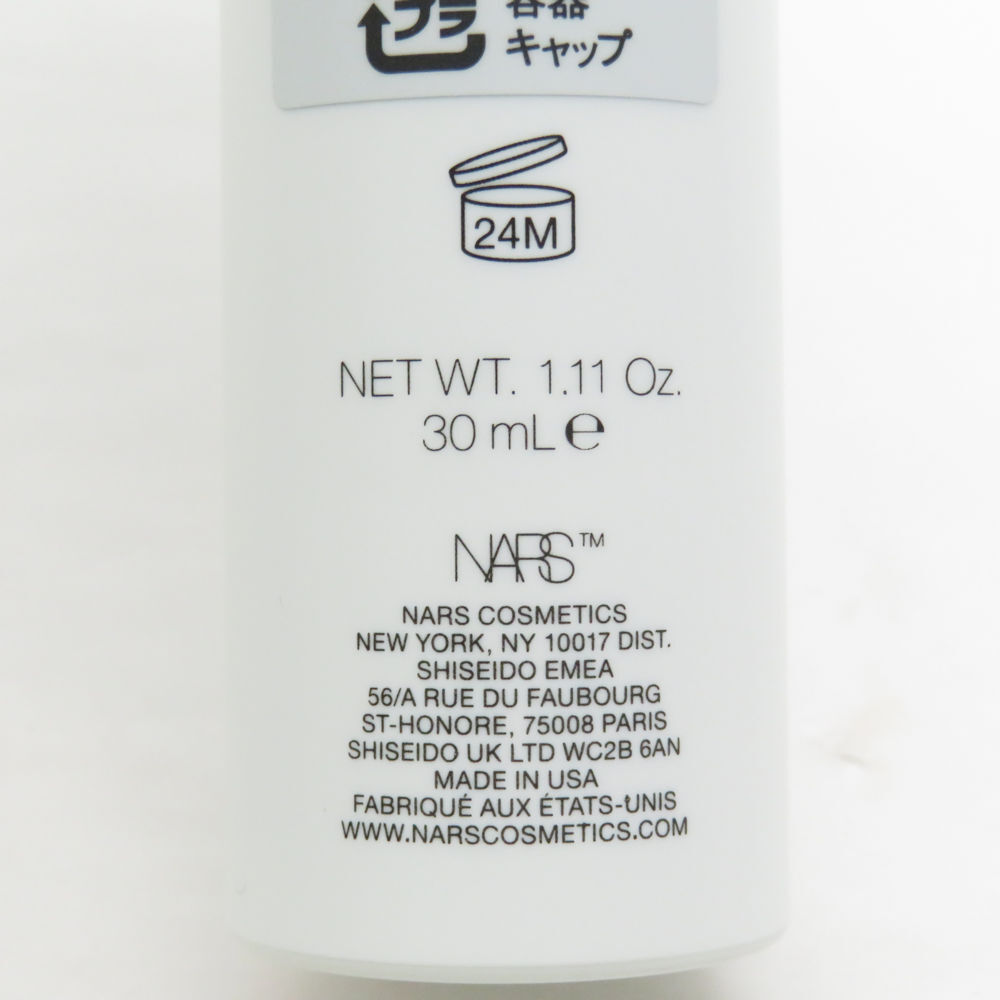 プラ 容器
キャップ
24M
NET WT. 1.11 Oz.
30 mL ℮
NARS™
NARS COSMETICS
NEW YORK, NY 10017 DIST.
SHISEIDO EMEA
56/A RUE DU FAUBOURG
ST-HONORE, 75008 PARIS
SHISEIDO UK LTD WC2B 6AN
MADE IN USA
FABRIQUÉ AUX ÉTATS-UNIS
WWW.NARSCOSMETICS.COM